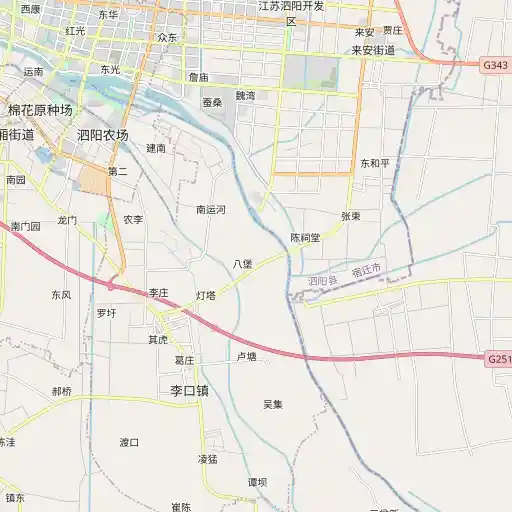 西康
东华
江苏泗阳开发
区
贾庄
来安
红光
众东
来安街道
G343
运南
东光
詹庙
魏湾
蚕桑
棉花原种场
厢街道
泗阳农场
建南
东和平
第二
南园
南运河
张束
农李
龙门
南门园
陈祠堂
八堡
宿迁市
泗阳县
东风
李庄
灯塔
罗圩
其虎
卢塘
葛庄
G251
郝桥
李口镇
吴集
陈洼
渡口
凌猛
谭坝
镇东
崔陈